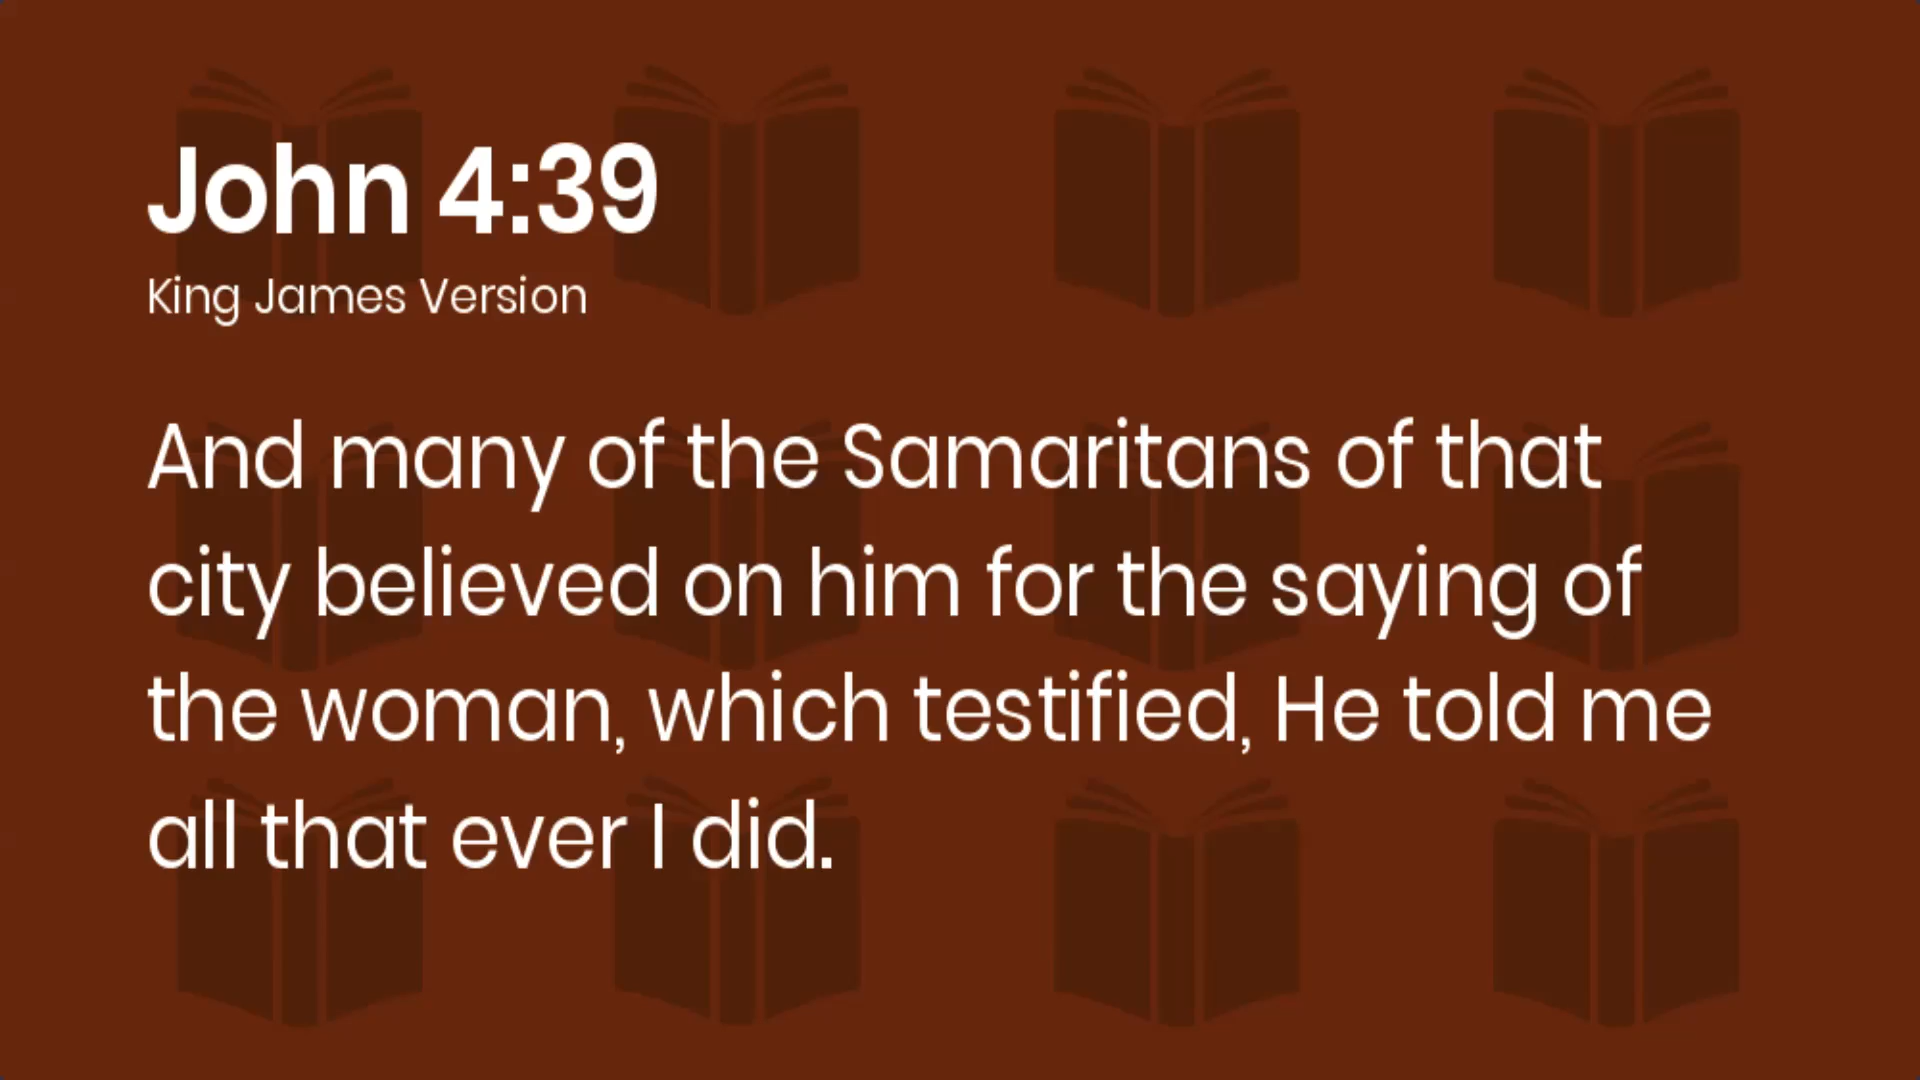 John 4:39
King James Version
And many of the Samaritans of that
city believed on him for the saying of
the woman, which testified, He told me
all that ever I did.